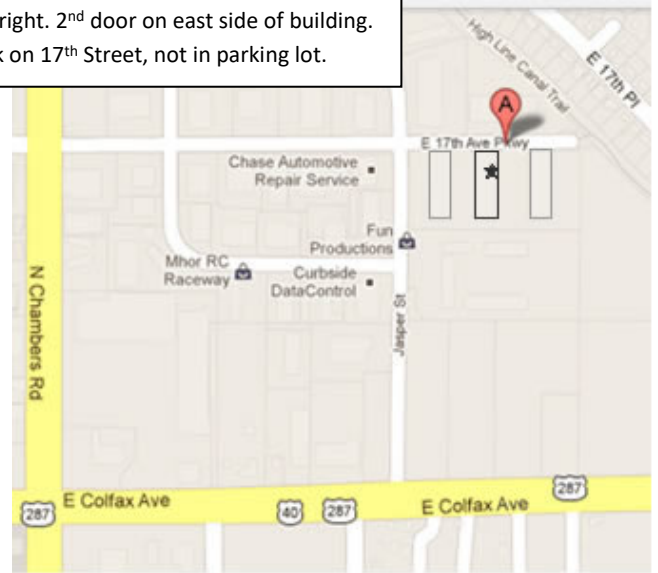 right. 2nd door on east side of building.
on 17th Street, not in parking lot.
High Line Canal Trail
E 17th Pl
A
E 17th Ave Pkwy
Chase Automotive
Repair Service
Fun
Productions
Mhor RC
Raceway
Curbside
DataControl
N Chambers Rd
Jasper St
E Colfax Ave
287
40
287
E Colfax Ave
287